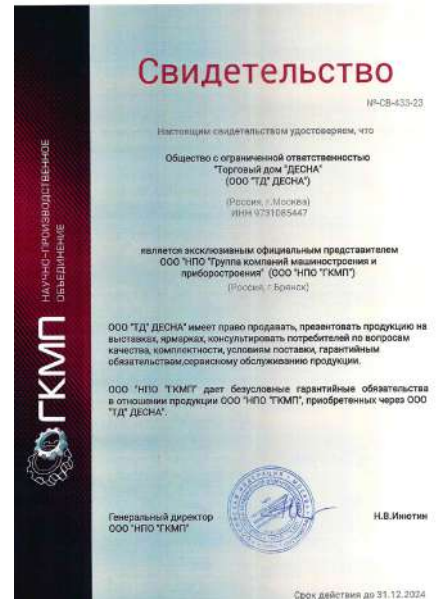 Свидетельство
№-СВ-433-23
Настоящим свидетельством удостоверяем, что
Общество с ограниченной ответственностью
"Торговый дом "ДЕСНА"
(ООО "ТД" ДЕСНА")
(Россия, г.Москва)
ИНН 9731085447
является эксклюзивным официальным представителем
ООО "НПО "Группа компаний машиностроения и
приборостроения" (ООО "НПО "ГКМП")
(Россия, г.Брянск)
ООО "ТД" ДЕСНА" имеет право продавать, презентовать продукцию на
выставках, ярмарках, консультировать потребителей по вопросам
качества, комплектности, условиям поставки, гарантийным
обязательствам,сервисному обслуживанию продукции.
ООО "НПО "ГКМП" дает безусловные гарантийные обязательства
в отношении продукции ООО "НПО "ГКМП", приобретенных через ООО
"ТД" ДЕСНА".
Генеральный директор
ООО "НПО "ГКМП"
Н.В.Инютин
Срок действия до 31.12.2024
ГКМП
НАУЧНО-ПРОИЗВОДСТВЕННОЕ
ОБЪЕДИНЕНИЕ